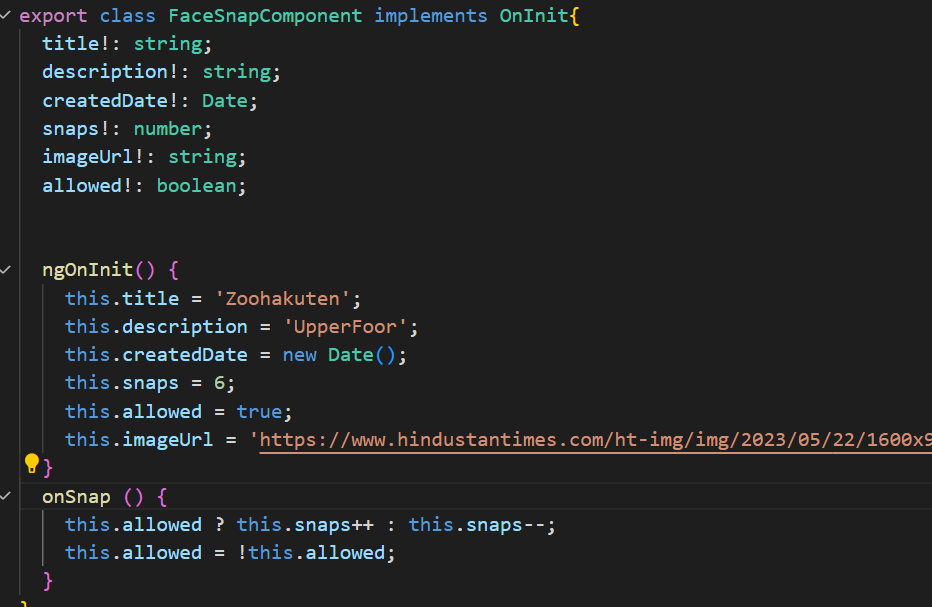 export class FaceSnapComponent implements OnInit{
title!: string;
description!: string;
createdDate!: Date;
snaps!: number;
imageUrl!: string;
allowed!: boolean;
ngOnInit() {
this.title = 'Zoohakuten';
this.description = 'UpperFoor';
this.createdDate = new Date();
this.snaps = 6;
this.allowed = true;
this.imageUrl = 'https://www.hindustantimes.com/ht-img/img/2023/05/22/1600x9
}
onSnap () {
this.allowed ? this.snaps++ : this.snaps--;
this.allowed = !this.allowed;
}
}